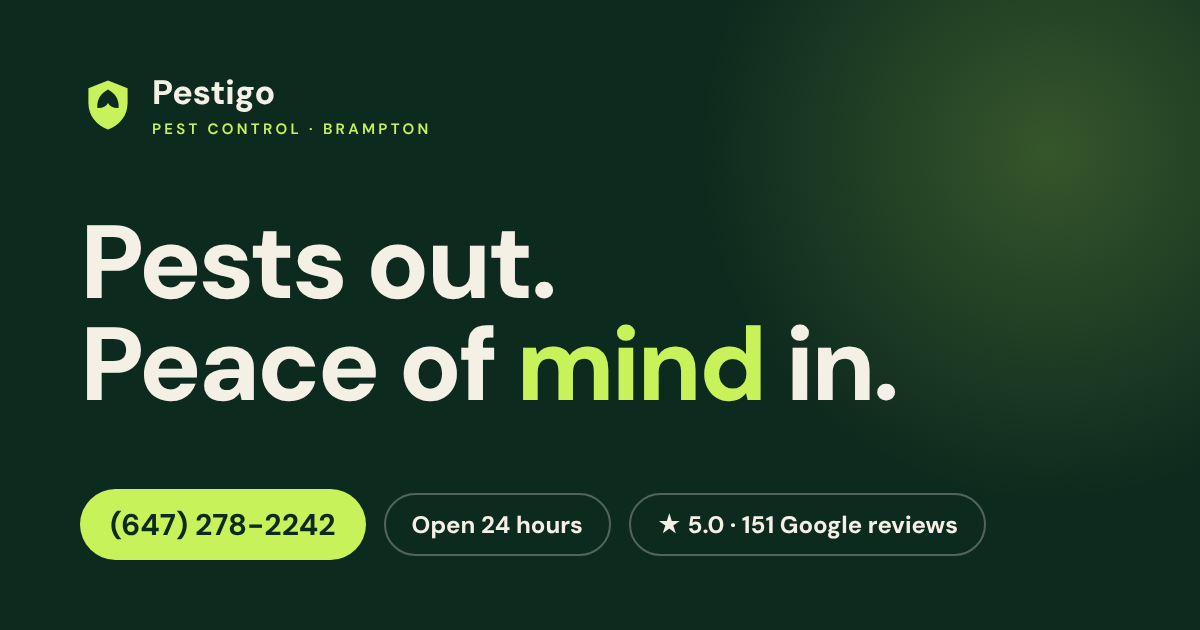 Pestigo
PEST CONTROL · BRAMPTON
Pests out.
Peace of mind in.
(647) 278-2242
Open 24 hours
★ 5.0 · 151 Google reviews